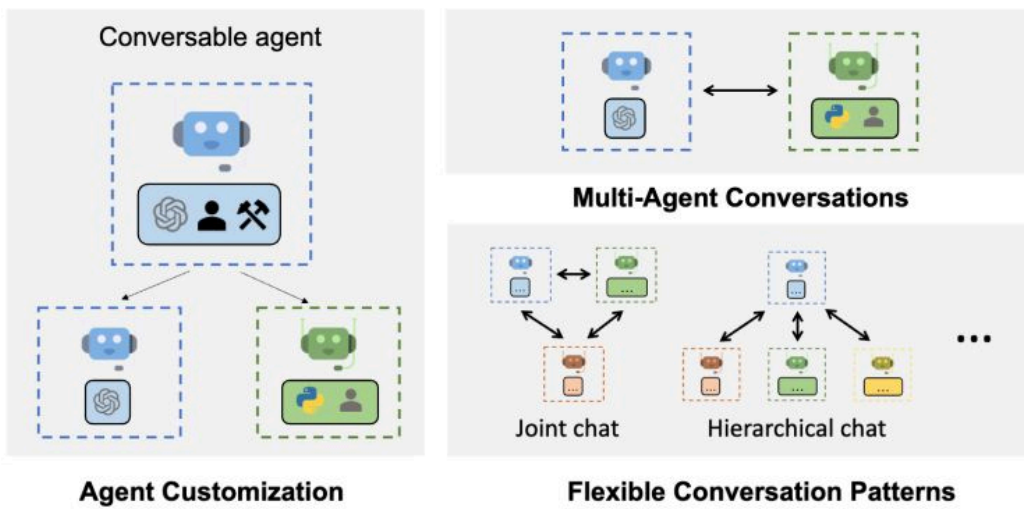 Conversable agent
Agent Customization
Multi-Agent Conversations
...
...
...
...
...
...
...
...
Joint chat
Hierarchical chat
Flexible Conversation Patterns